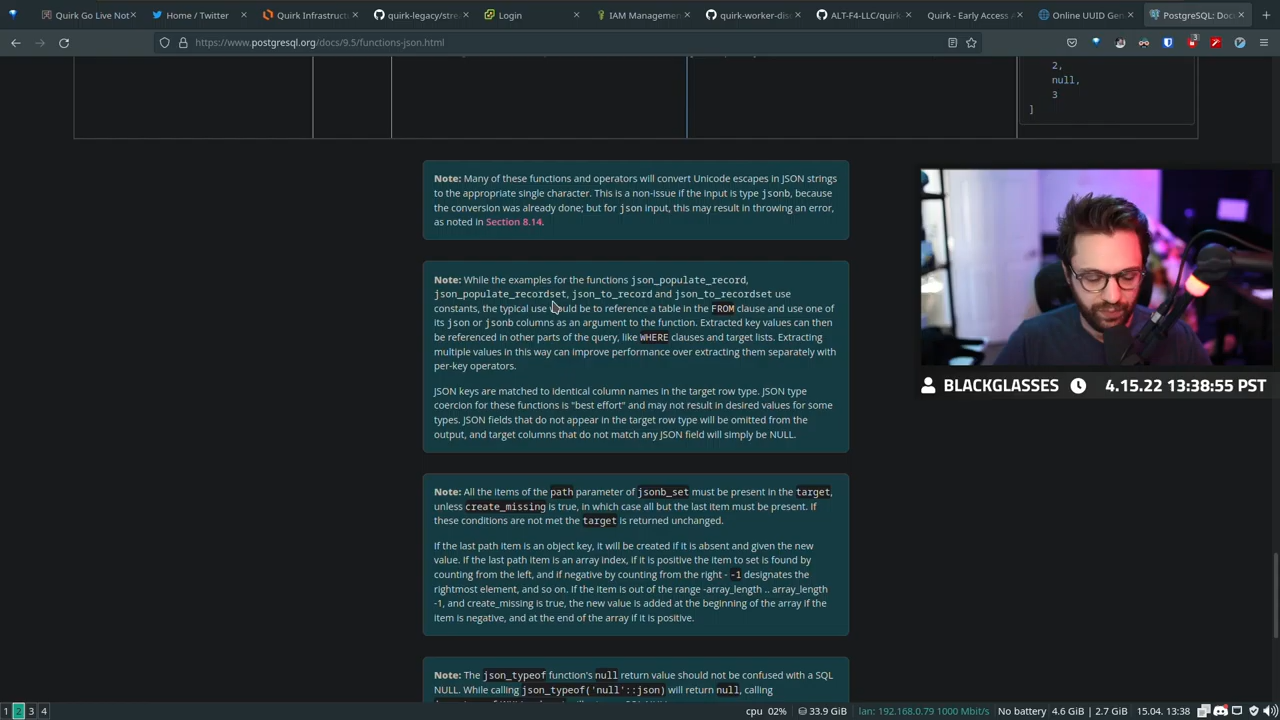 Quirk Go Live Not
Home / Twitter
Quirk Infrastruct
quirk-legacy/stre
Login
IAM Managemen
quirk-worker-dis
ALT-F4-LLC/quirk
Quirk - Early Access A
Online UUID Gen
PostgreSQL: Doc
https://www.postgresql.org/docs/9.5/functions-json.html
3
2,
null,
3
]
Note: Many of these functions and operators will convert Unicode escapes in JSON strings
to the appropriate single character. This is a non-issue if the input is type jsonb, because
the conversion was already done; but for json input, this may result in throwing an error,
as noted in Section 8.14.
Note: While the examples for the functions json_populate_record,
json_populate_recordset, json_to_record and json_to_recordset use
constants, the typical use would be to reference a table in the FROM clause and use one of
its json or jsonb columns as an argument to the function. Extracted key values can then
be referenced in other parts of the query, like WHERE clauses and target lists. Extracting
multiple values in this way can improve performance over extracting them separately with
per-key operators.
JSON keys are matched to identical column names in the target row type. JSON type
coercion for these functions is "best effort" and may not result in desired values for some
types. JSON fields that do not appear in the target row type will be omitted from the
output, and target columns that do not match any JSON field will simply be NULL.
BLACKGLASSES 4.15.22 13:38:55 PST
Note: All the items of the path parameter of jsonb_set must be present in the target,
unless create_missing is true, in which case all but the last item must be present. If
these conditions are not met the target is returned unchanged.
If the last path item is an object key, it will be created if it is absent and given the new
value. If the last path item is an array index, if it is positive the item to set is found by
counting from the left, and if negative by counting from the right - -1 designates the
rightmost element, and so on. If the item is out of the range -array_length .. array_length
-1, and create_missing is true, the new value is added at the beginning of the array if the
item is negative, and at the end of the array if it is positive.
Note: The json_typeof function's null return value should not be confused with a SQL
NULL. While calling json_typeof('null'::json) will return null, calling
1 2 3 4
cpu 02% 33.9 GiB lan: 192.168.0.79 1000 Mbit/s No battery 4.6 GiB | 2.7 GiB 15.04. 13:38